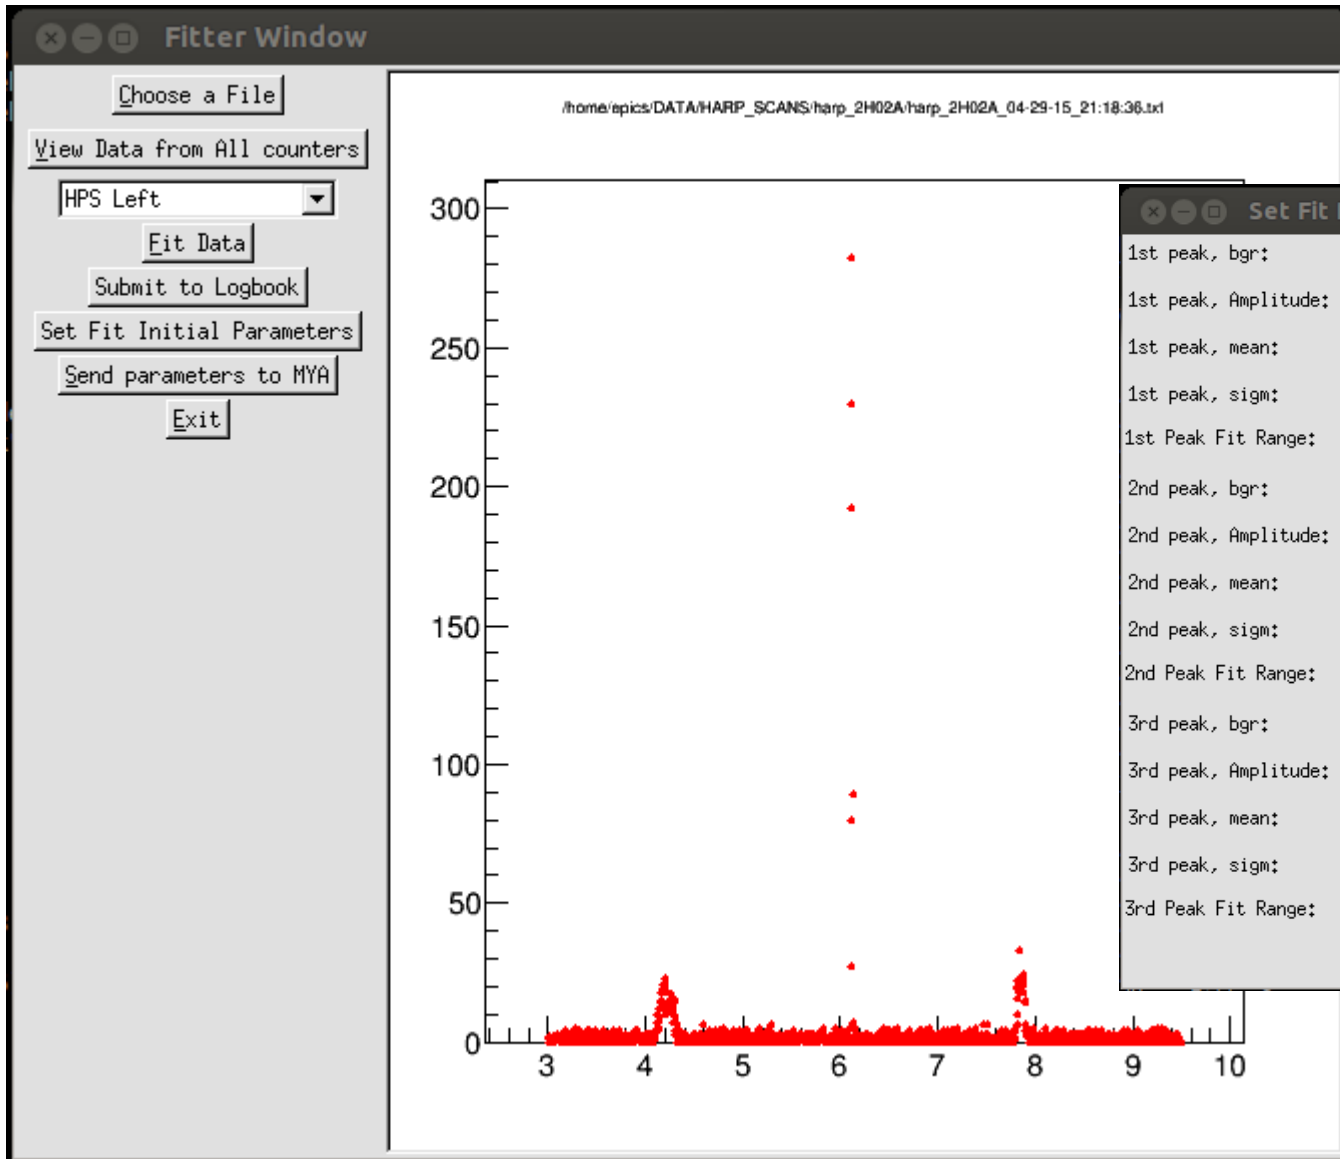 Fitter Window
Choose a File
View Data from All counters
HPS Left
Fit Data
Submit to Logbook
Set Fit Initial Parameters
Send parameters to MYA
Exit
/home/epics/DATA/HARP_SCANS/harp_2H02A/harp_2H02A_04-29-15_21:18:36.txt
300
250
200
150
100
50
0
3 4 5 6 7 8 9 10
Set Fit
1st peak, bgr:
1st peak, Amplitude:
1st peak, mean:
1st peak, sigm:
1st Peak Fit Range:
2nd peak, bgr:
2nd peak, Amplitude:
2nd peak, mean:
2nd peak, sigm:
2nd Peak Fit Range:
3rd peak, bgr:
3rd peak, Amplitude:
3rd peak, mean:
3rd peak, sigm:
3rd Peak Fit Range: